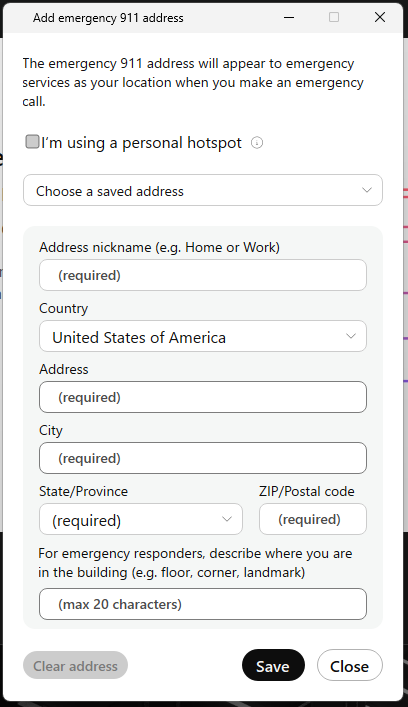 Add emergency 911 address
The emergency 911 address will appear to emergency
services as your location when you make an emergency
call.
I'm using a personal hotspot
Choose a saved address
Address nickname (e.g. Home or Work)
(required)
Country
United States of America
Address
(required)
City
(required)
State/Province
ZIP/Postal code
(required)
(required)
For emergency responders, describe where you are
in the building (e.g. floor, corner, landmark)
(max 20 characters)
Clear address
Save
Close